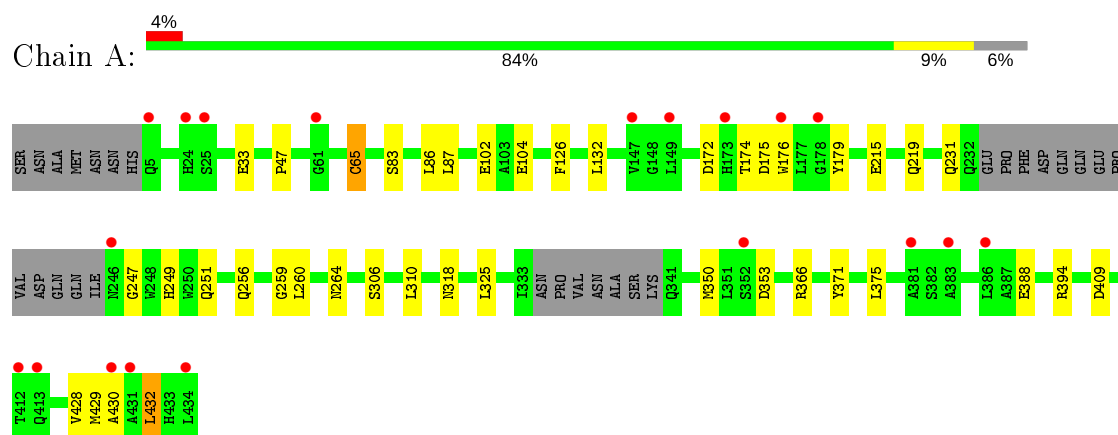 4%
Chain A:
84% 9% 6%
SER ASN ALA MET ASN ASN HIS Q5 H24 S25 E33 P47 G61 C65 S83 L86 L87 E102 A103 E104 F126 L132 V147 G148 L149 D172 H173 T174 D175 W176 L177 G178 Y179 E215 Q219 Q231 Q232 GLU PRO PHE ASP GLN GLN GLU PRO
VAL ASP GLN GLN ILE N246 G247 W248 H249 W250 Q251 Q256 G259 L260 N264 S306 L310 N318 L325 I333 ASN PRO VAL ASN ALA SER LYS Q341 M350 L351 S352 D353 R366 Y371 L375 A381 S382 A383 L386 A387 E388 R394 D409
T412 Q413 V428 M429 A430 A431 L432 H433 L434